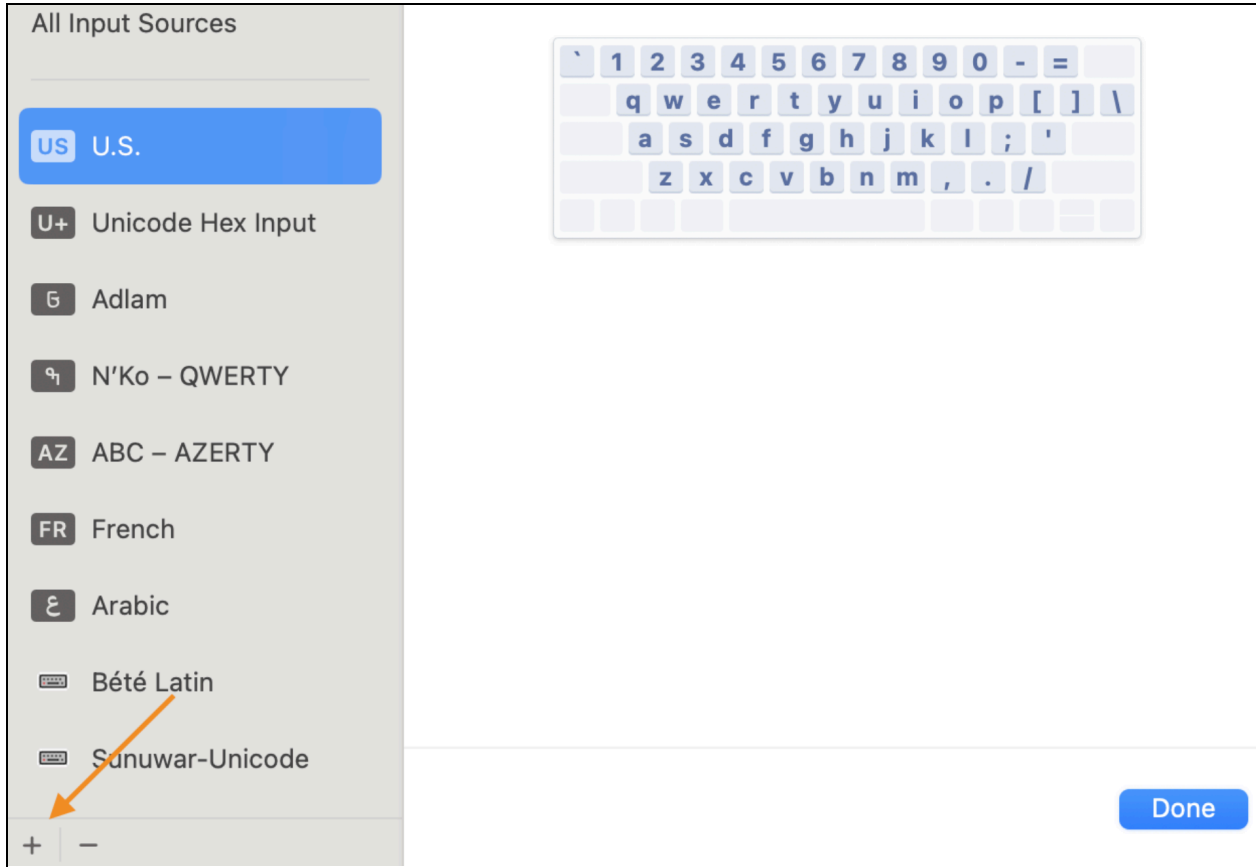 All Input Sources
US U.S.
U+ Unicode Hex Input
Adlam
N’Ko – QWERTY
AZ ABC – AZERTY
FR French
ع Arabic
Bété Latin
Sunuwar-Unicode
+ −
` 1 2 3 4 5 6 7 8 9 0 - =
q w e r t y u i o p [ ] \
a s d f g h j k l ; '
z x c v b n m , . /
Done